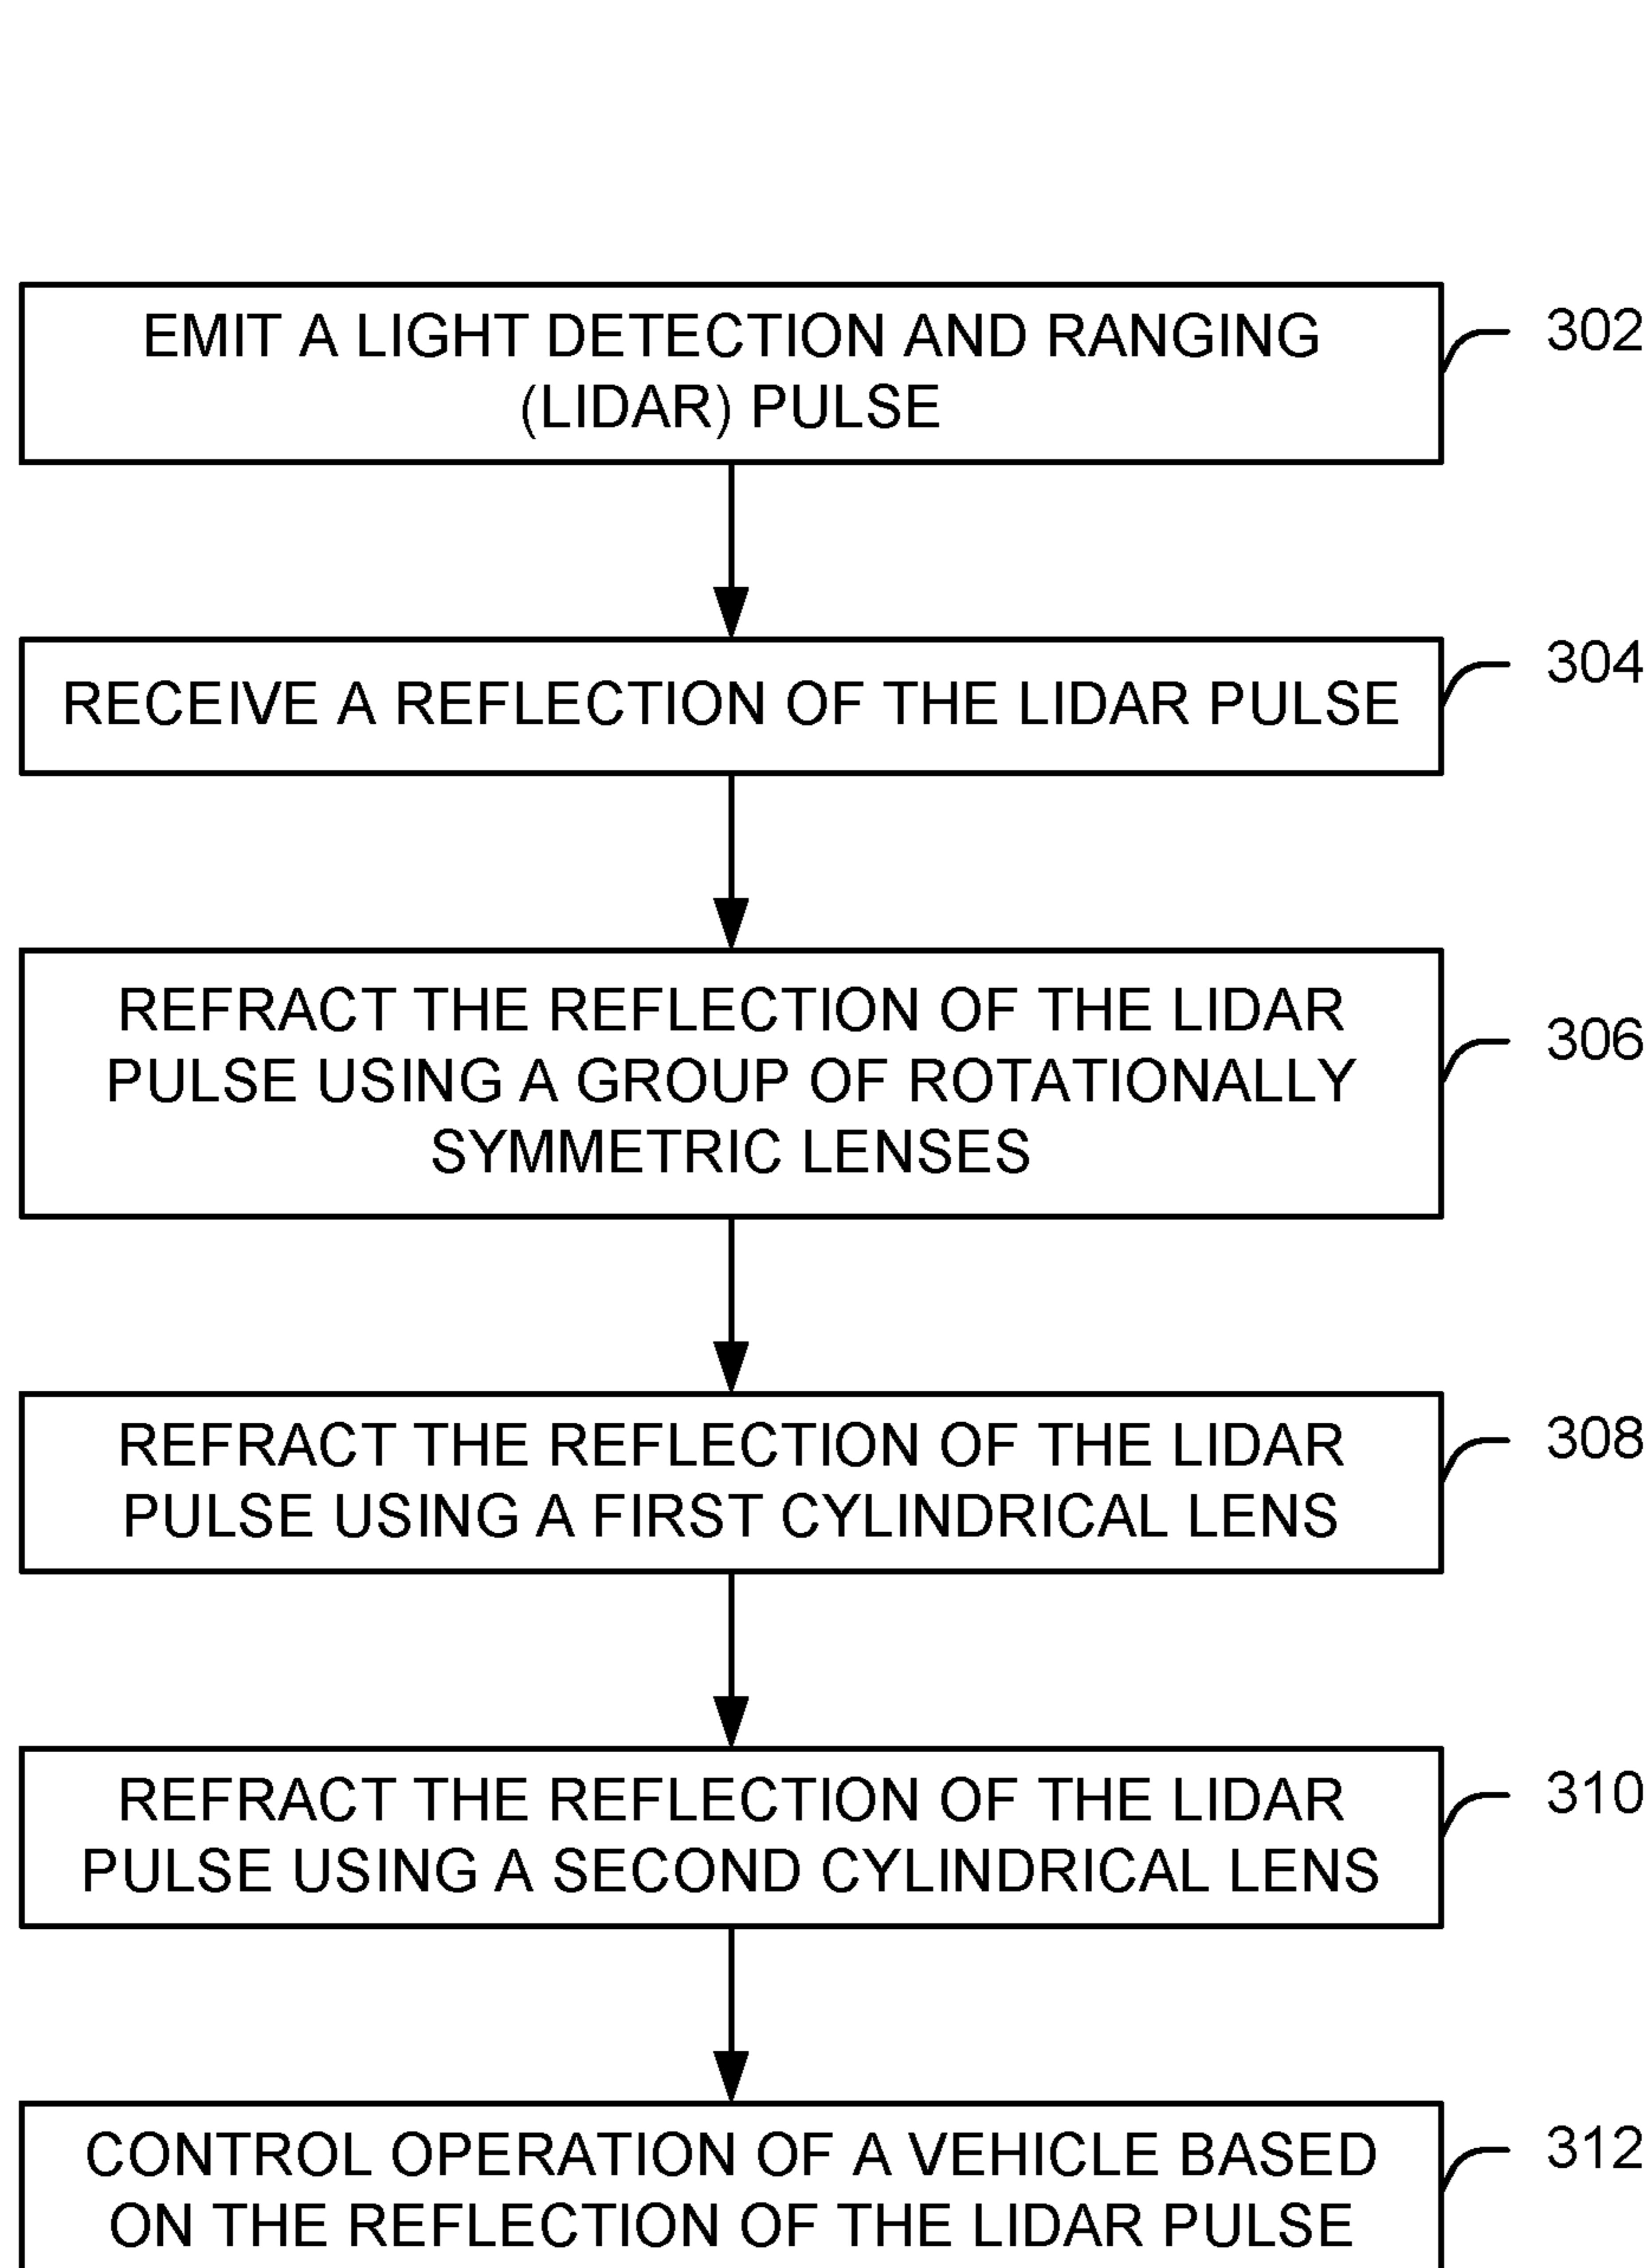 EMIT A LIGHT DETECTION AND RANGING
(LIDAR) PULSE
302
RECEIVE A REFLECTION OF THE LIDAR PULSE
304
REFRACT THE REFLECTION OF THE LIDAR
PULSE USING A GROUP OF ROTATIONALLY
SYMMETRIC LENSES
306
REFRACT THE REFLECTION OF THE LIDAR
PULSE USING A FIRST CYLINDRICAL LENS
308
REFRACT THE REFLECTION OF THE LIDAR
PULSE USING A SECOND CYLINDRICAL LENS
310
CONTROL OPERATION OF A VEHICLE BASED
ON THE REFLECTION OF THE LIDAR PULSE
312